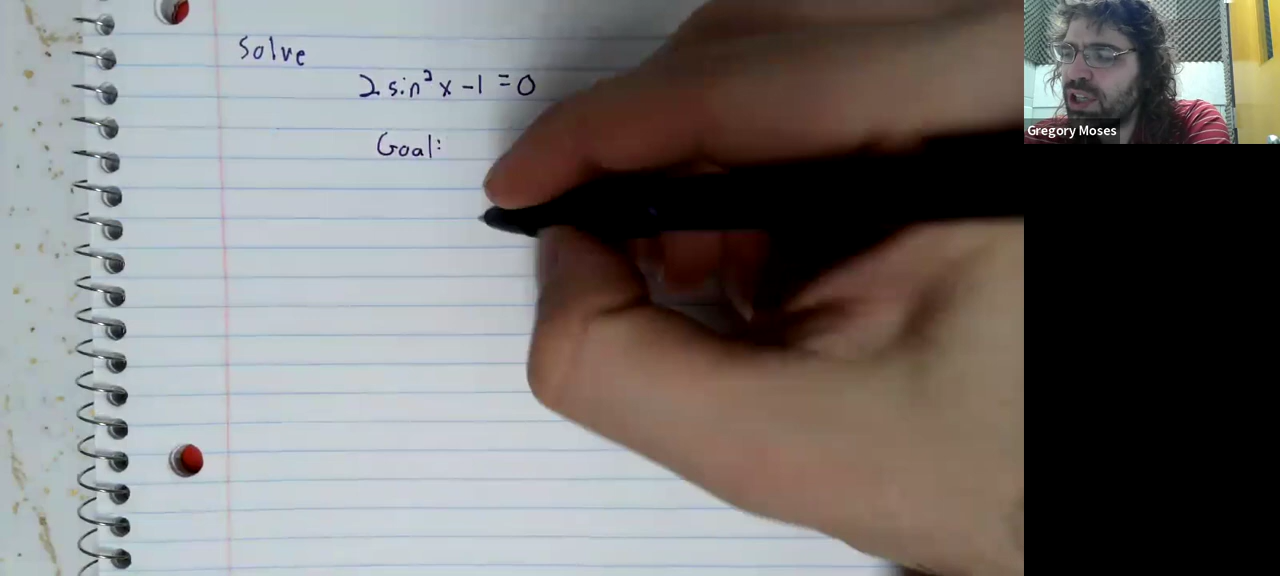 Solve
2 sin² x - 1 = 0
Goal:
Gregory Moses